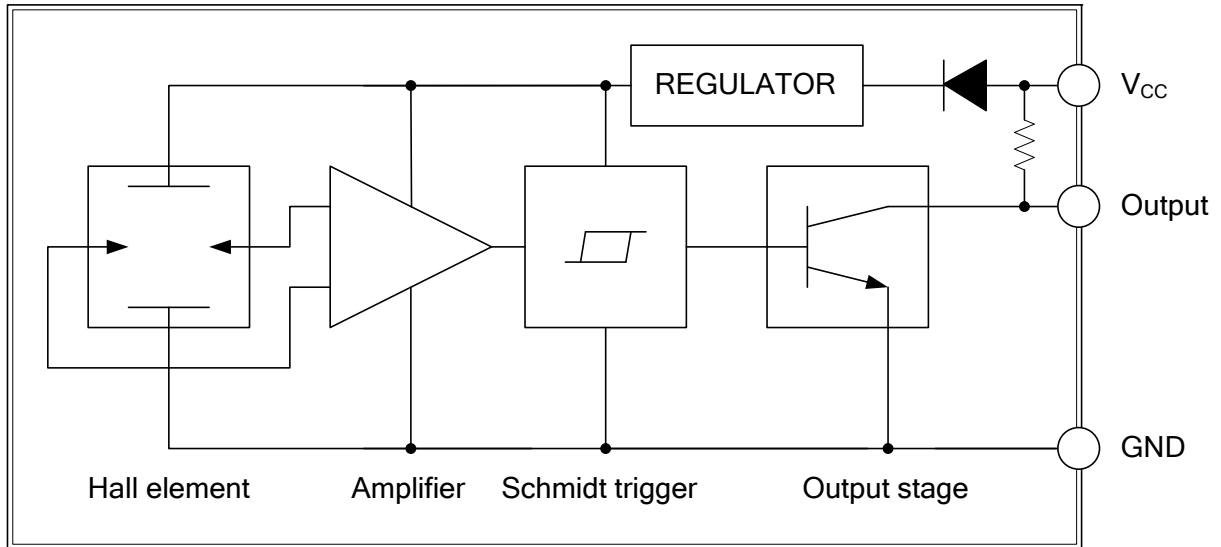 REGULATOR
V_CC
Output
GND
Hall element
Amplifier
Schmidt trigger
Output stage